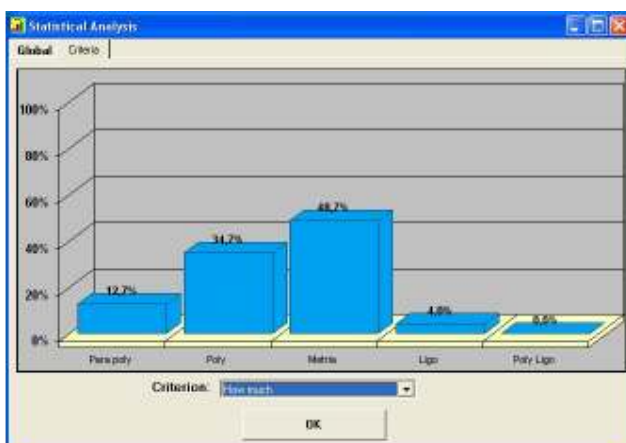 Statistical Analysis
Global Criteria
100%
80%
60%
40%
20%
0%
12,7%
34,7%
48,7%
4,0%
0,0%
Para poly Poly Metria Ligo Poly Ligo
Criterion: How much
OK